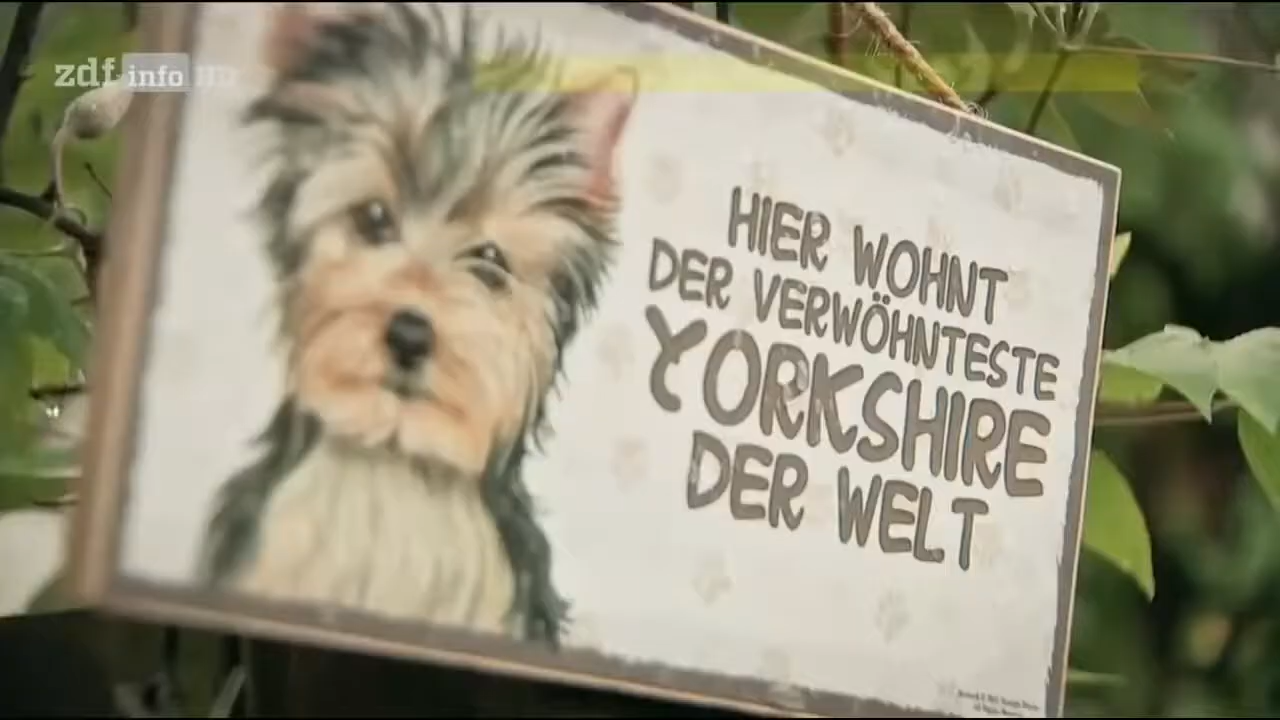 zdf info
HIER WOHNT
DER VERWÖHNTESTE
YORKSHIRE
DER WELT